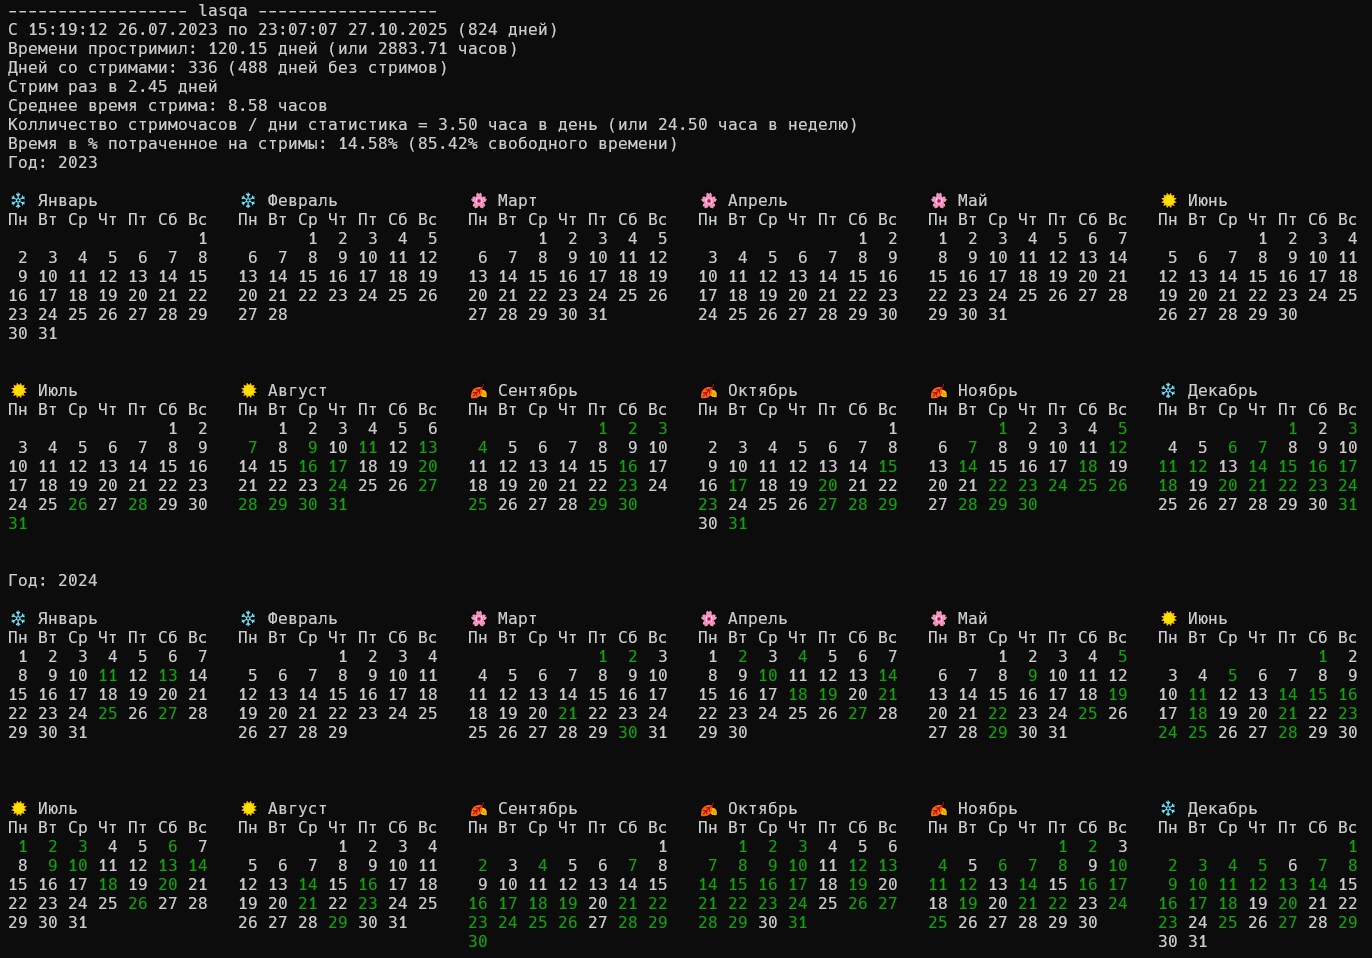 ------------------ lasqa ------------------
С 15:19:12 26.07.2023 по 23:07:07 27.10.2025 (824 дней)
Времени прострeмил: 120.15 дней (или 2883.71 часов)
Дней со стримами: 336 (488 дней без стримов)
Стрим раз в 2.45 дней
Среднее время стрима: 8.58 часов
Колличество стримочасов / дни статистика = 3.50 часа в день (или 24.50 часа в неделю)
Время в % потраченное на стримы: 14.58% (85.42% свободного времени)
Год: 2023
Январь Февраль Март Апрель Май Июнь
Пн Вт Ср Чт Пт Сб Вс Пн Вт Ср Чт Пт Сб Вс Пн Вт Ср Чт Пт Сб Вс Пн Вт Ср Чт Пт Сб Вс Пн Вт Ср Чт Пт Сб Вс Пн Вт Ср Чт Пт Сб Вс
1 1 2 3 4 5 1 2 3 4 5 1 2 1 2 3 4 5 6 7 1 2 3 4
2 3 4 5 6 7 8 6 7 8 9 10 11 12 6 7 8 9 10 11 12 3 4 5 6 7 8 9 8 9 10 11 12 13 14 5 6 7 8 9 10 11
9 10 11 12 13 14 15 13 14 15 16 17 18 19 13 14 15 16 17 18 19 10 11 12 13 14 15 16 15 16 17 18 19 20 21 12 13 14 15 16 17 18
16 17 18 19 20 21 22 20 21 22 23 24 25 26 20 21 22 23 24 25 26 17 18 19 20 21 22 23 22 23 24 25 26 27 28 19 20 21 22 23 24 25
23 24 25 26 27 28 29 27 28 27 28 29 30 31 24 25 26 27 28 29 30 29 30 31 26 27 28 29 30
30 31
Июль Август Сентябрь Октябрь Ноябрь Декабрь
Пн Вт Ср Чт Пт Сб Вс Пн Вт Ср Чт Пт Сб Вс Пн Вт Ср Чт Пт Сб Вс Пн Вт Ср Чт Пт Сб Вс Пн Вт Ср Чт Пт Сб Вс Пн Вт Ср Чт Пт Сб Вс
1 2 1 2 3 4 5 6 1 2 3 1 1 2 3 4 5 1 2 3
3 4 5 6 7 8 9 7 8 9 10 11 12 13 4 5 6 7 8 9 10 2 3 4 5 6 7 8 6 7 8 9 10 11 12 4 5 6 7 8 9 10
10 11 12 13 14 15 16 14 15 16 17 18 19 20 11 12 13 14 15 16 17 9 10 11 12 13 14 15 13 14 15 16 17 18 19 11 12 13 14 15 16 17
17 18 19 20 21 22 23 21 22 23 24 25 26 27 18 19 20 21 22 23 24 16 17 18 19 20 21 22 20 21 22 23 24 25 26 18 19 20 21 22 23 24
24 25 26 27 28 29 30 28 29 30 31 25 26 27 28 29 30 23 24 25 26 27 28 29 27 28 29 30 25 26 27 28 29 30 31
31 30 31
Год: 2024
Январь Февраль Март Апрель Май Июнь
Пн Вт Ср Чт Пт Сб Вс Пн Вт Ср Чт Пт Сб Вс Пн Вт Ср Чт Пт Сб Вс Пн Вт Ср Чт Пт Сб Вс Пн Вт Ср Чт Пт Сб Вс Пн Вт Ср Чт Пт Сб Вс
1 2 3 4 5 6 7 1 2 3 4 1 2 3 1 2 3 4 5 6 7 1 2 3 4 5 1 2
8 9 10 11 12 13 14 5 6 7 8 9 10 11 4 5 6 7 8 9 10 8 9 10 11 12 13 14 6 7 8 9 10 11 12 3 4 5 6 7 8 9
15 16 17 18 19 20 21 12 13 14 15 16 17 18 11 12 13 14 15 16 17 15 16 17 18 19 20 21 13 14 15 16 17 18 19 10 11 12 13 14 15 16
22 23 24 25 26 27 28 19 20 21 22 23 24 25 18 19 20 21 22 23 24 22 23 24 25 26 27 28 20 21 22 23 24 25 26 17 18 19 20 21 22 23
29 30 31 26 27 28 29 25 26 27 28 29 30 31 29 30 27 28 29 30 31 24 25 26 27 28 29 30
Июль Август Сентябрь Октябрь Ноябрь Декабрь
Пн Вт Ср Чт Пт Сб Вс Пн Вт Ср Чт Пт Сб Вс Пн Вт Ср Чт Пт Сб Вс Пн Вт Ср Чт Пт Сб Вс Пн Вт Ср Чт Пт Сб Вс Пн Вт Ср Чт Пт Сб Вс
1 2 3 4 5 6 7 1 2 3 4 1 1 2 3 4 5 6 1 2 3 1
8 9 10 11 12 13 14 5 6 7 8 9 10 11 2 3 4 5 6 7 8 7 8 9 10 11 12 13 4 5 6 7 8 9 10 2 3 4 5 6 7 8
15 16 17 18 19 20 21 12 13 14 15 16 17 18 9 10 11 12 13 14 15 14 15 16 17 18 19 20 11 12 13 14 15 16 17 9 10 11 12 13 14 15
22 23 24 25 26 27 28 19 20 21 22 23 24 25 16 17 18 19 20 21 22 21 22 23 24 25 26 27 18 19 20 21 22 23 24 16 17 18 19 20 21 22
29 30 31 26 27 28 29 30 31 23 24 25 26 27 28 29 28 29 30 31 25 26 27 28 29 30 23 24 25 26 27 28 29
30 30 31